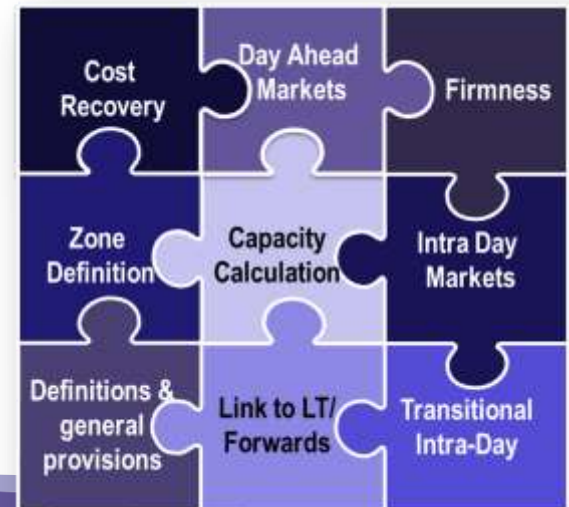 Cost
Recovery
Day Ahead
Markets
Firmness
Zone
Definition
Capacity
Calculation
Intra Day
Markets
Definitions &
general
provisions
Link to LT/
Forwards
Transitional
Intra-Day